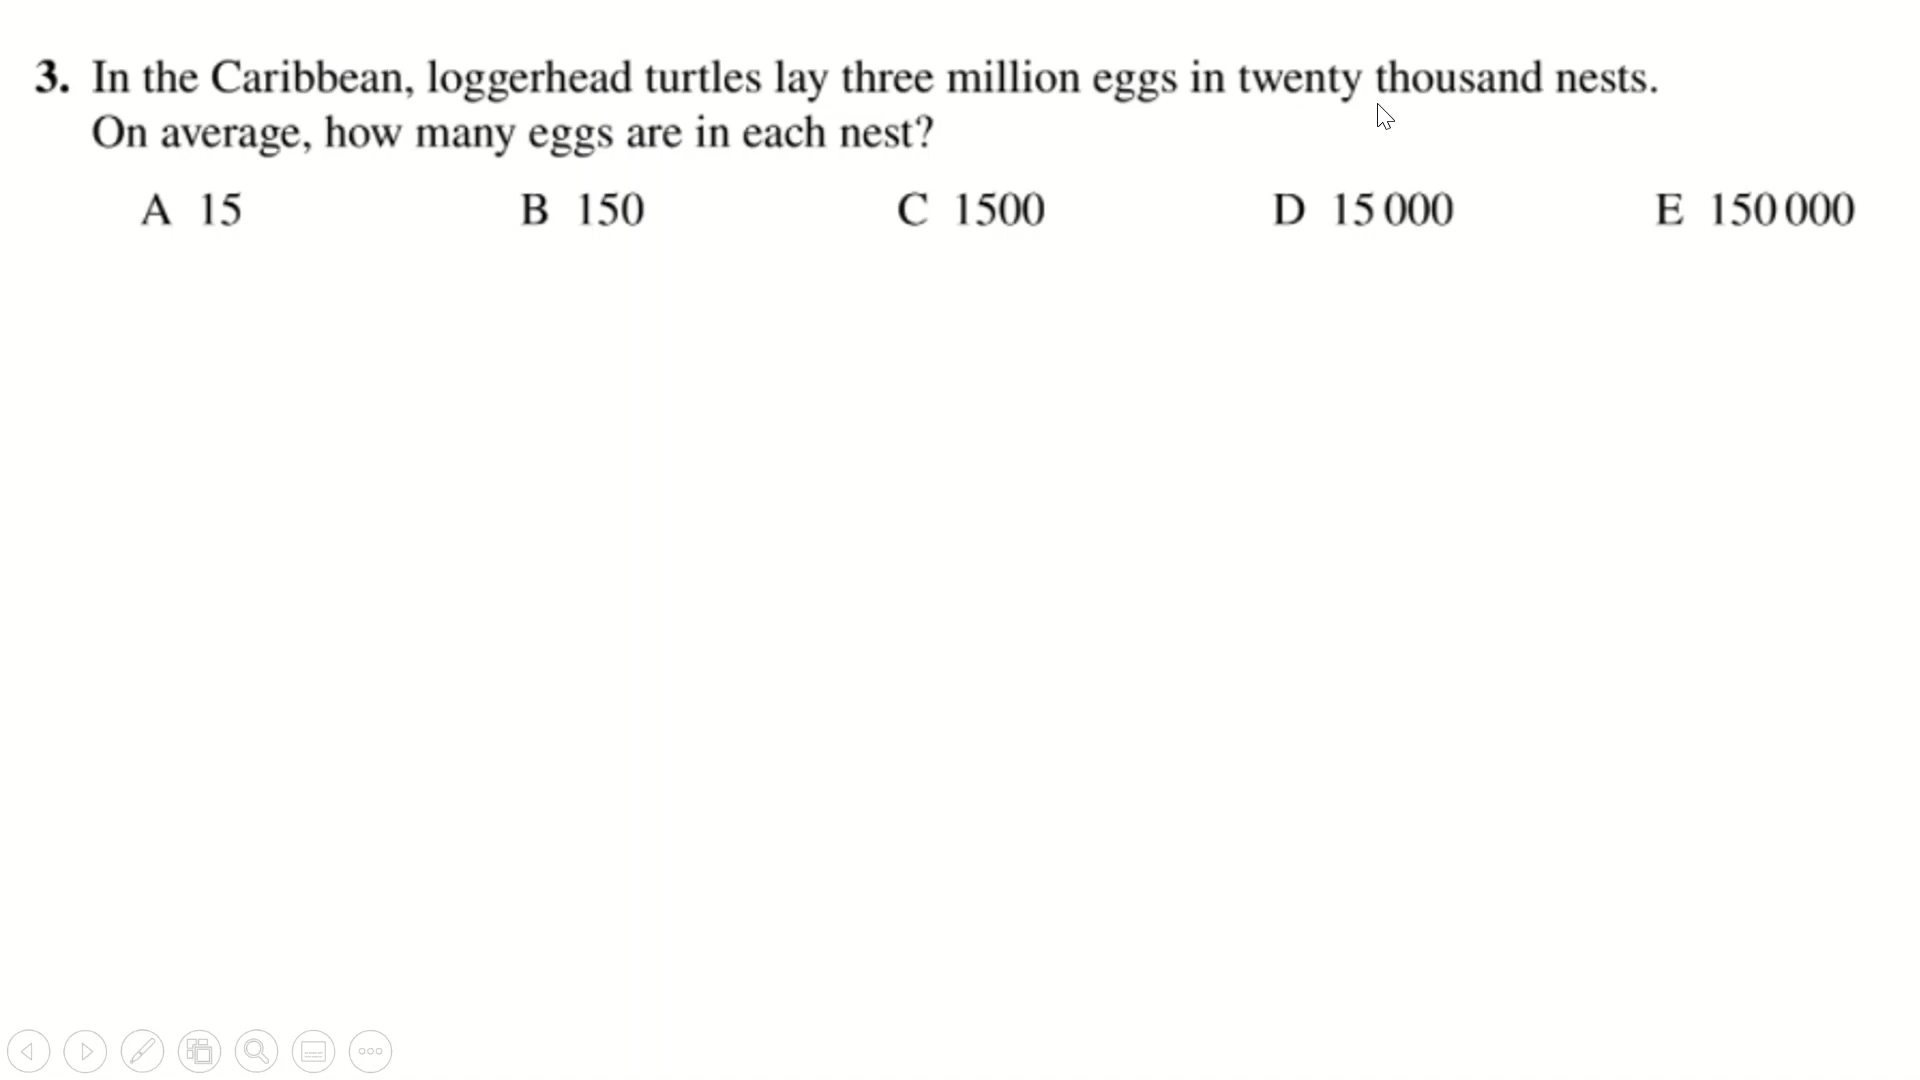 3. In the Caribbean, loggerhead turtles lay three million eggs in twenty thousand nests.
On average, how many eggs are in each nest?
A 15 B 150 C 1500 D 15 000 E 150 000